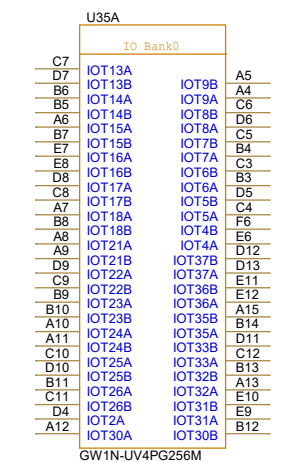 U35A
IO Bank0
C7 IOT13A
D7 IOT13B IOT9B A5
B6 IOT14A IOT9A A4
B5 IOT14B IOT8B C6
A6 IOT15A IOT8A D6
B7 IOT15B IOT7B C5
E7 IOT16A IOT7A B4
E8 IOT16B IOT6B C3
D8 IOT17A IOT6A B3
C8 IOT17B IOT5B D5
A7 IOT18A IOT5A C4
B8 IOT18B IOT4B F6
A8 IOT21A IOT4A E6
A9 IOT21B IOT37B D12
D9 IOT22A IOT37A D13
C9 IOT22B IOT36B E11
B9 IOT23A IOT36A E12
B10 IOT23B IOT35B A15
A10 IOT24A IOT35A B14
A11 IOT24B IOT33B D11
C10 IOT25A IOT33A C12
D10 IOT25B IOT32B B13
B11 IOT26A IOT32A A13
C11 IOT26B IOT31B E10
D4 IOT2A IOT31M E9
A12 IOT30A IOT30B B12
GW1N-UV4PG256M